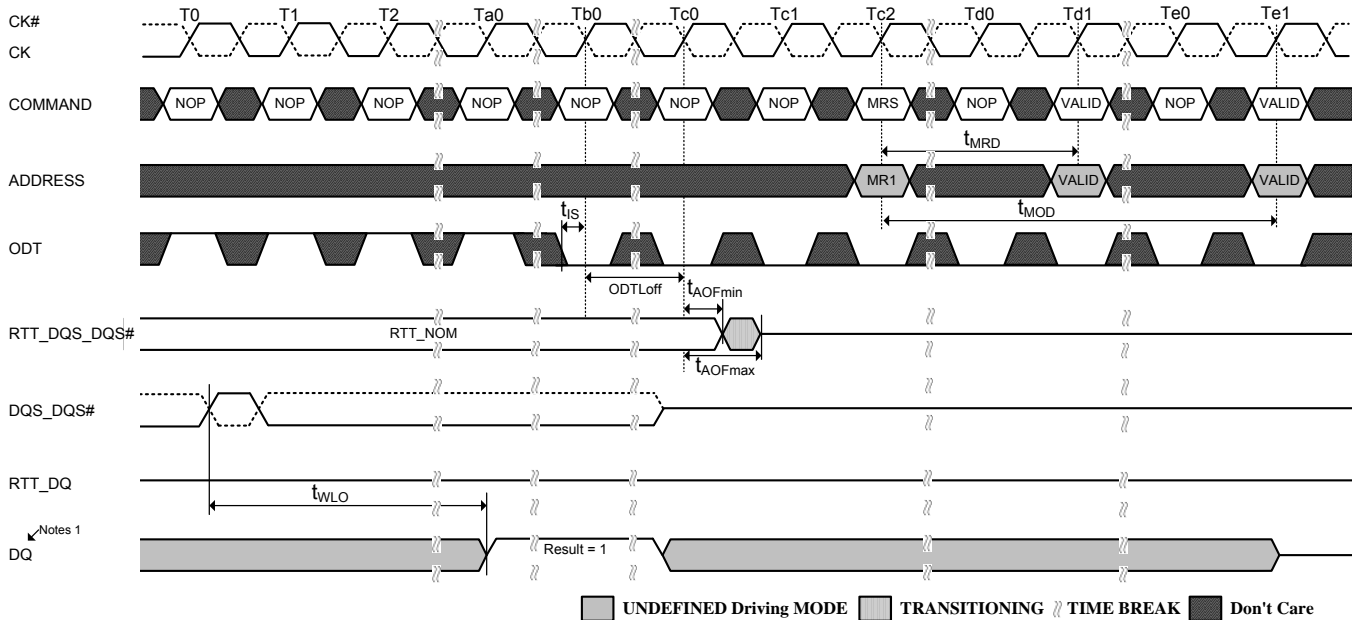 T0 T1 T2 Ta0 Tb0 Tc0 Tc1 Tc2 Td0 Td1 Te0 Te1
CK#
CK
COMMAND NOP NOP NOP NOP NOP NOP NOP MRS NOP VALID NOP VALID
tMRD
ADDRESS MR1 VALID VALID
tIS tMOD
ODT
ODTLoff tAOFmin
RTT_DQS_DQS# RTT_NOM
tAOFmax
DQS_DQS#
RTT_DQ
tWLO
Notes 1
DQ Result = 1
UNDEFINED Driving MODE TRANSITIONING TIME BREAK Don't Care